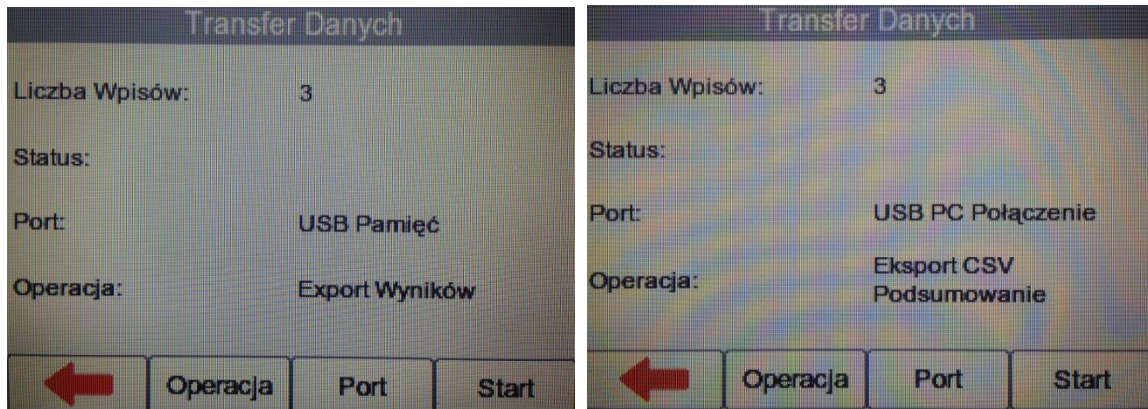 Transfer Danych
Liczba Wpisów: 3
Status:
Port: USB Pamięć
Operacja: Export Wyników
Operacja Port Start
Transfer Danych
Liczba Wpisów: 3
Status:
Port: USB PC Połączenie
Operacja: Eksport CSV
Podsumowanie
Operacja Port Start